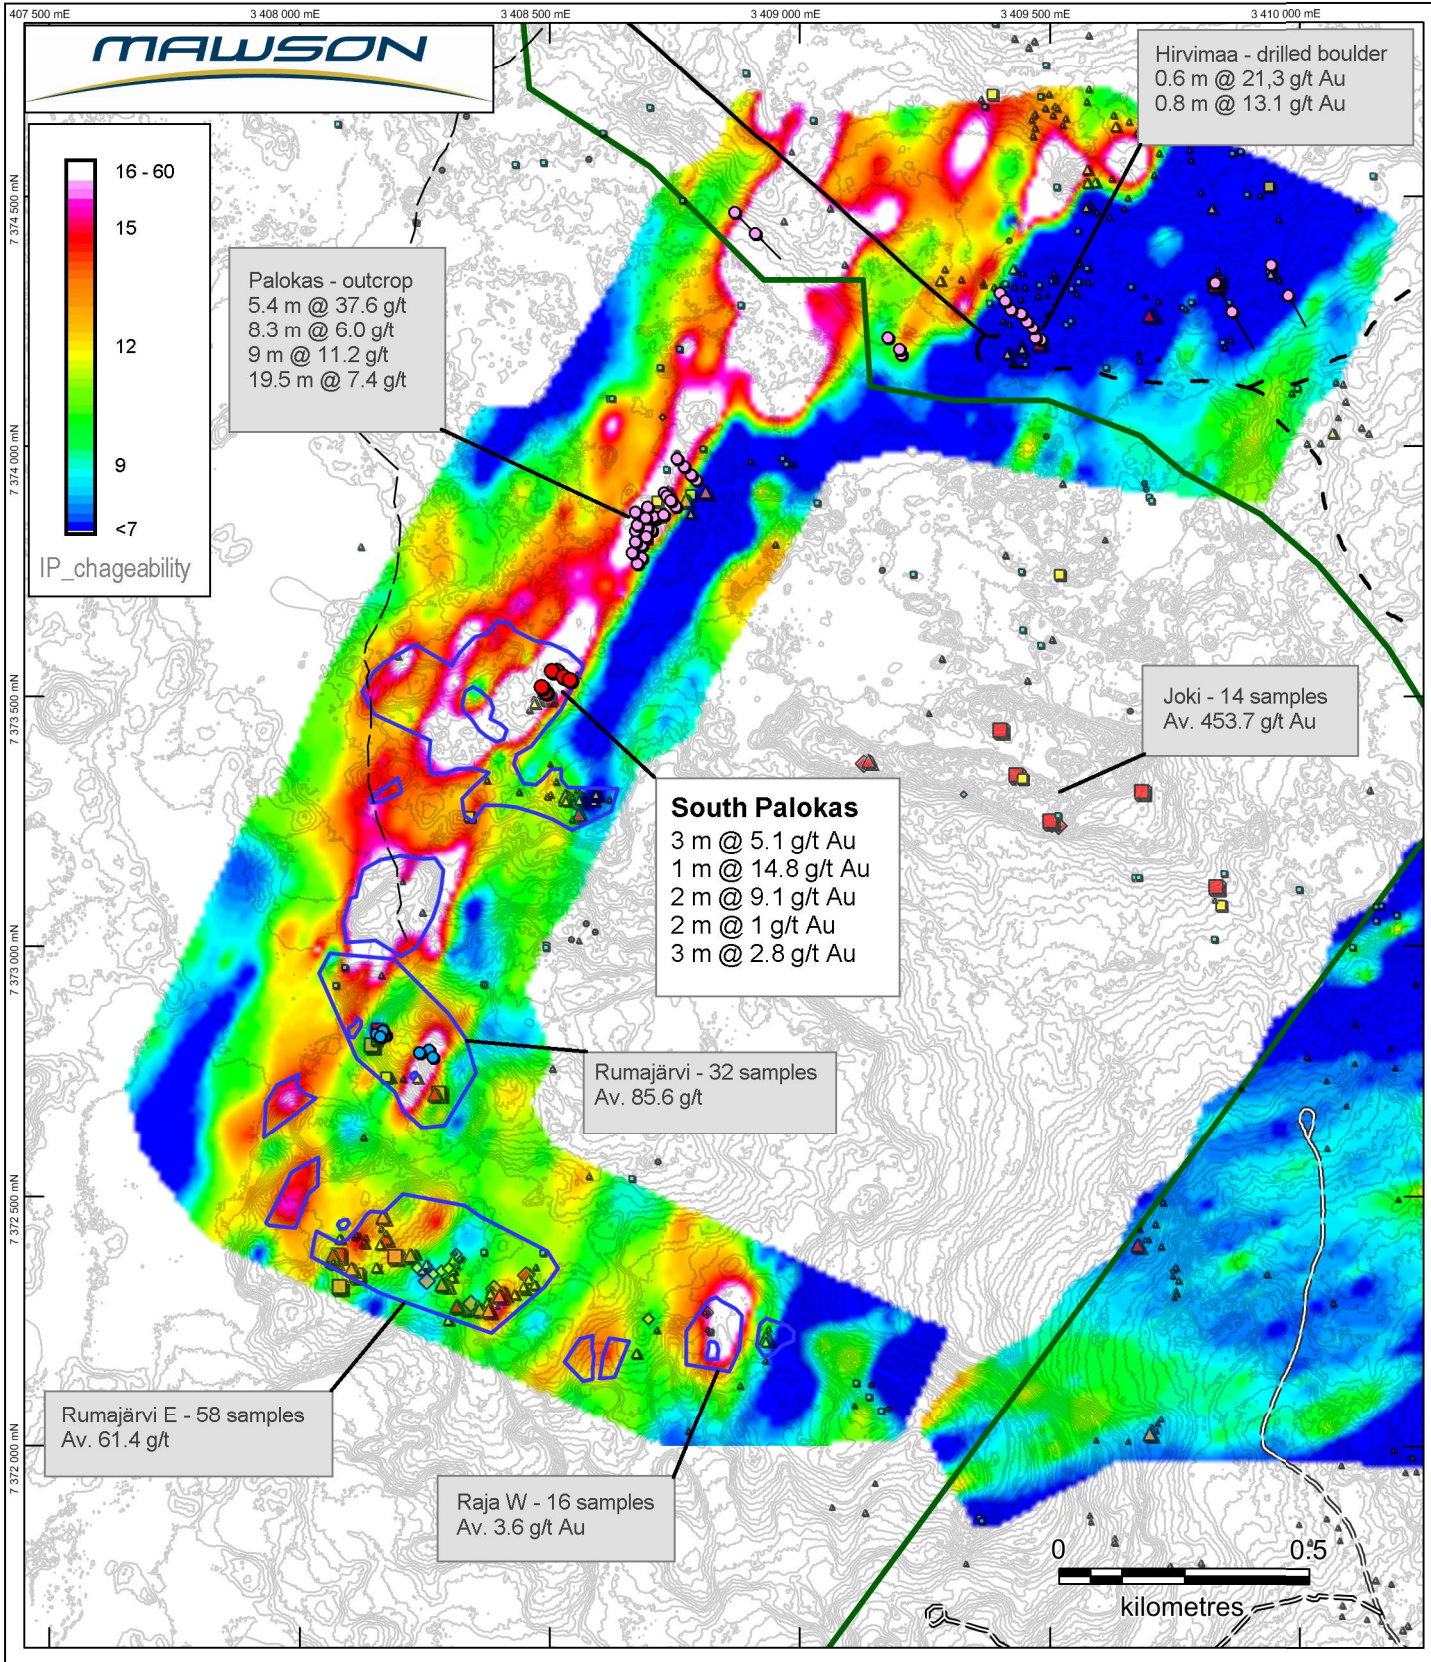 3 407 500 mE
3 408 000 mE
3 408 500 mE
3 409 000 mE
3 409 500 mE
3 410 000 mE
MAWSON
Hirvimaa - drilled boulder
0.6 m @ 21,3 g/t Au
0.8 m @ 13.1 g/t Au
16 - 60
15
12
9
<7
IP_chageability
7 374 500 mN
Palokas - outcrop
5.4 m @ 37.6 g/t
8.3 m @ 6.0 g/t
9 m @ 11.2 g/t
19.5 m @ 7.4 g/t
7 374 000 mN
7 373 500 mN
Joki - 14 samples
Av. 453.7 g/t Au
South Palokas
3 m @ 5.1 g/t Au
1 m @ 14.8 g/t Au
2 m @ 9.1 g/t Au
2 m @ 1 g/t Au
3 m @ 2.8 g/t Au
7 373 000 mN
Rumajärvi - 32 samples
Av. 85.6 g/t
7 372 500 mN
Rumajärvi E - 58 samples
Av. 61.4 g/t
7 372 000 mN
Raja W - 16 samples
Av. 3.6 g/t Au
0
0.5
kilometres